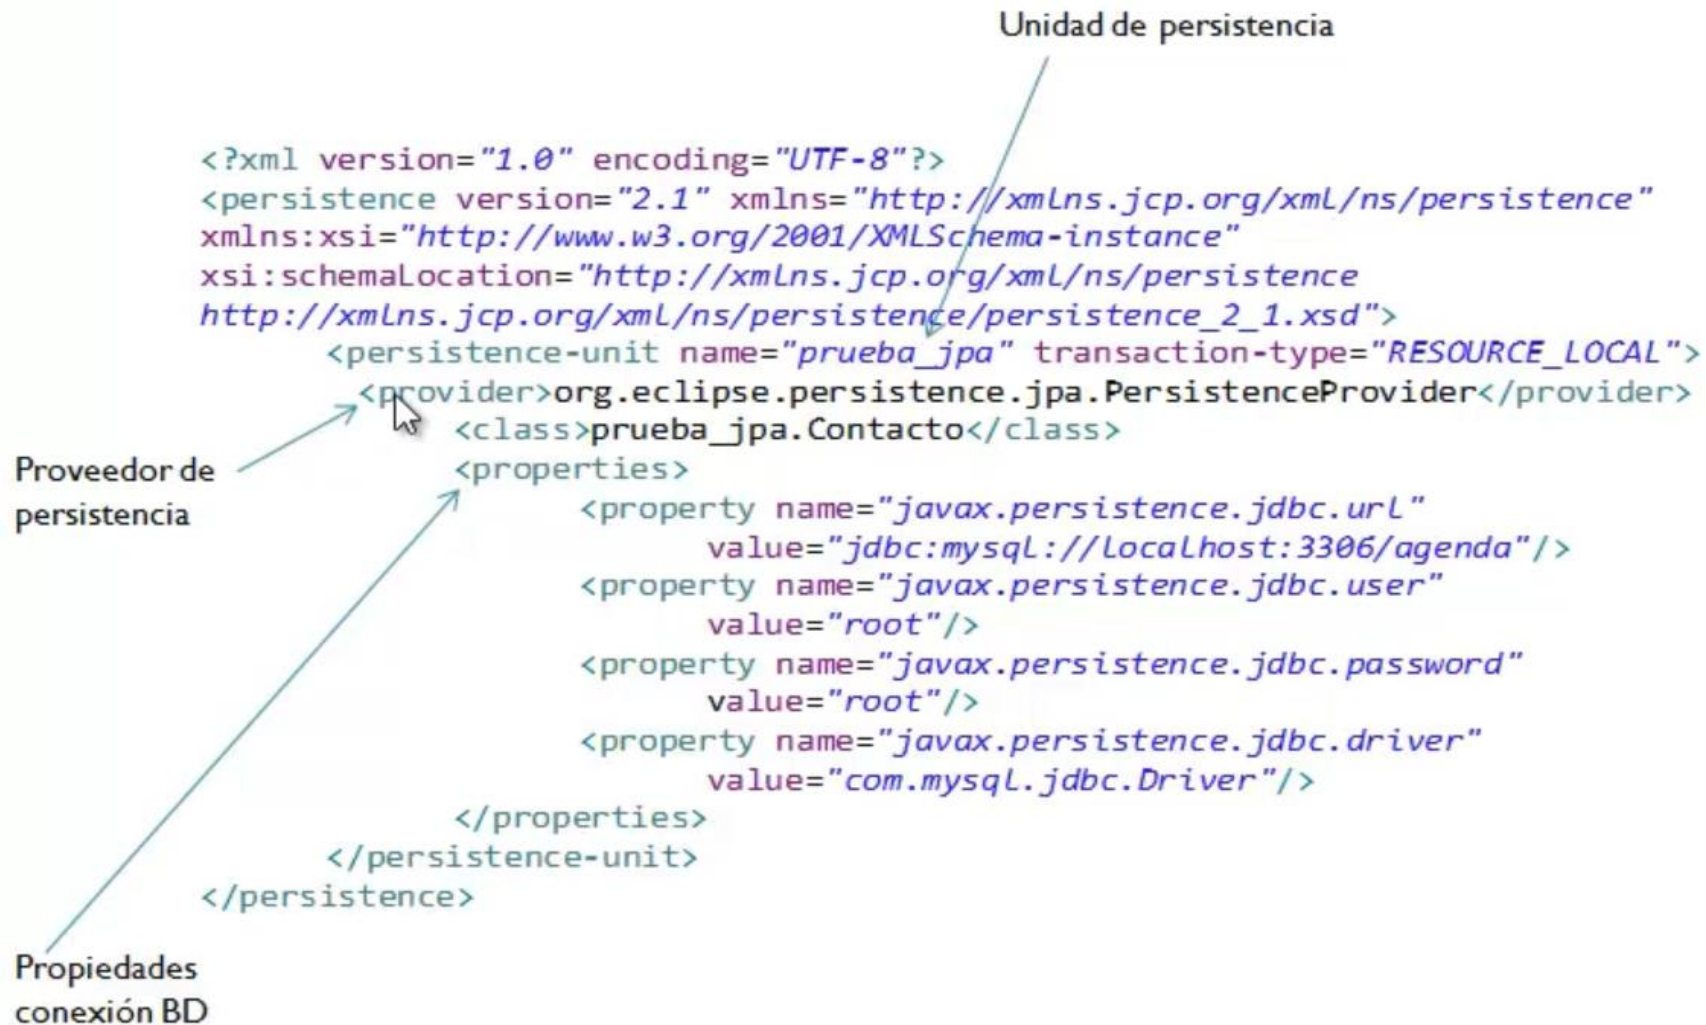 Unidad de persistencia
<?xml version="1.0" encoding="UTF-8"?>
<persistence version="2.1" xmlns="http://xmlns.jcp.org/xml/ns/persistence"
xmlns:xsi="http://www.w3.org/2001/XMLSchema-instance"
xsi:schemaLocation="http://xmlns.jcp.org/xml/ns/persistence
http://xmlns.jcp.org/xml/ns/persistence/persistence_2_1.xsd">
<persistence-unit name="prueba_jpa" transaction-type="RESOURCE_LOCAL">
<provider>org.eclipse.persistence.jpa.PersistenceProvider</provider>
<class>prueba_jpa.Contacto</class>
<properties>
<property name="javax.persistence.jdbc.url"
value="jdbc:mysql://localhost:3306/agenda"/>
<property name="javax.persistence.jdbc.user"
value="root"/>
<property name="javax.persistence.jdbc.password"
value="root"/>
<property name="javax.persistence.jdbc.driver"
value="com.mysql.jdbc.Driver"/>
</properties>
</persistence-unit>
</persistence>
Proveedor de
persistencia
Propiedades
conexión BD